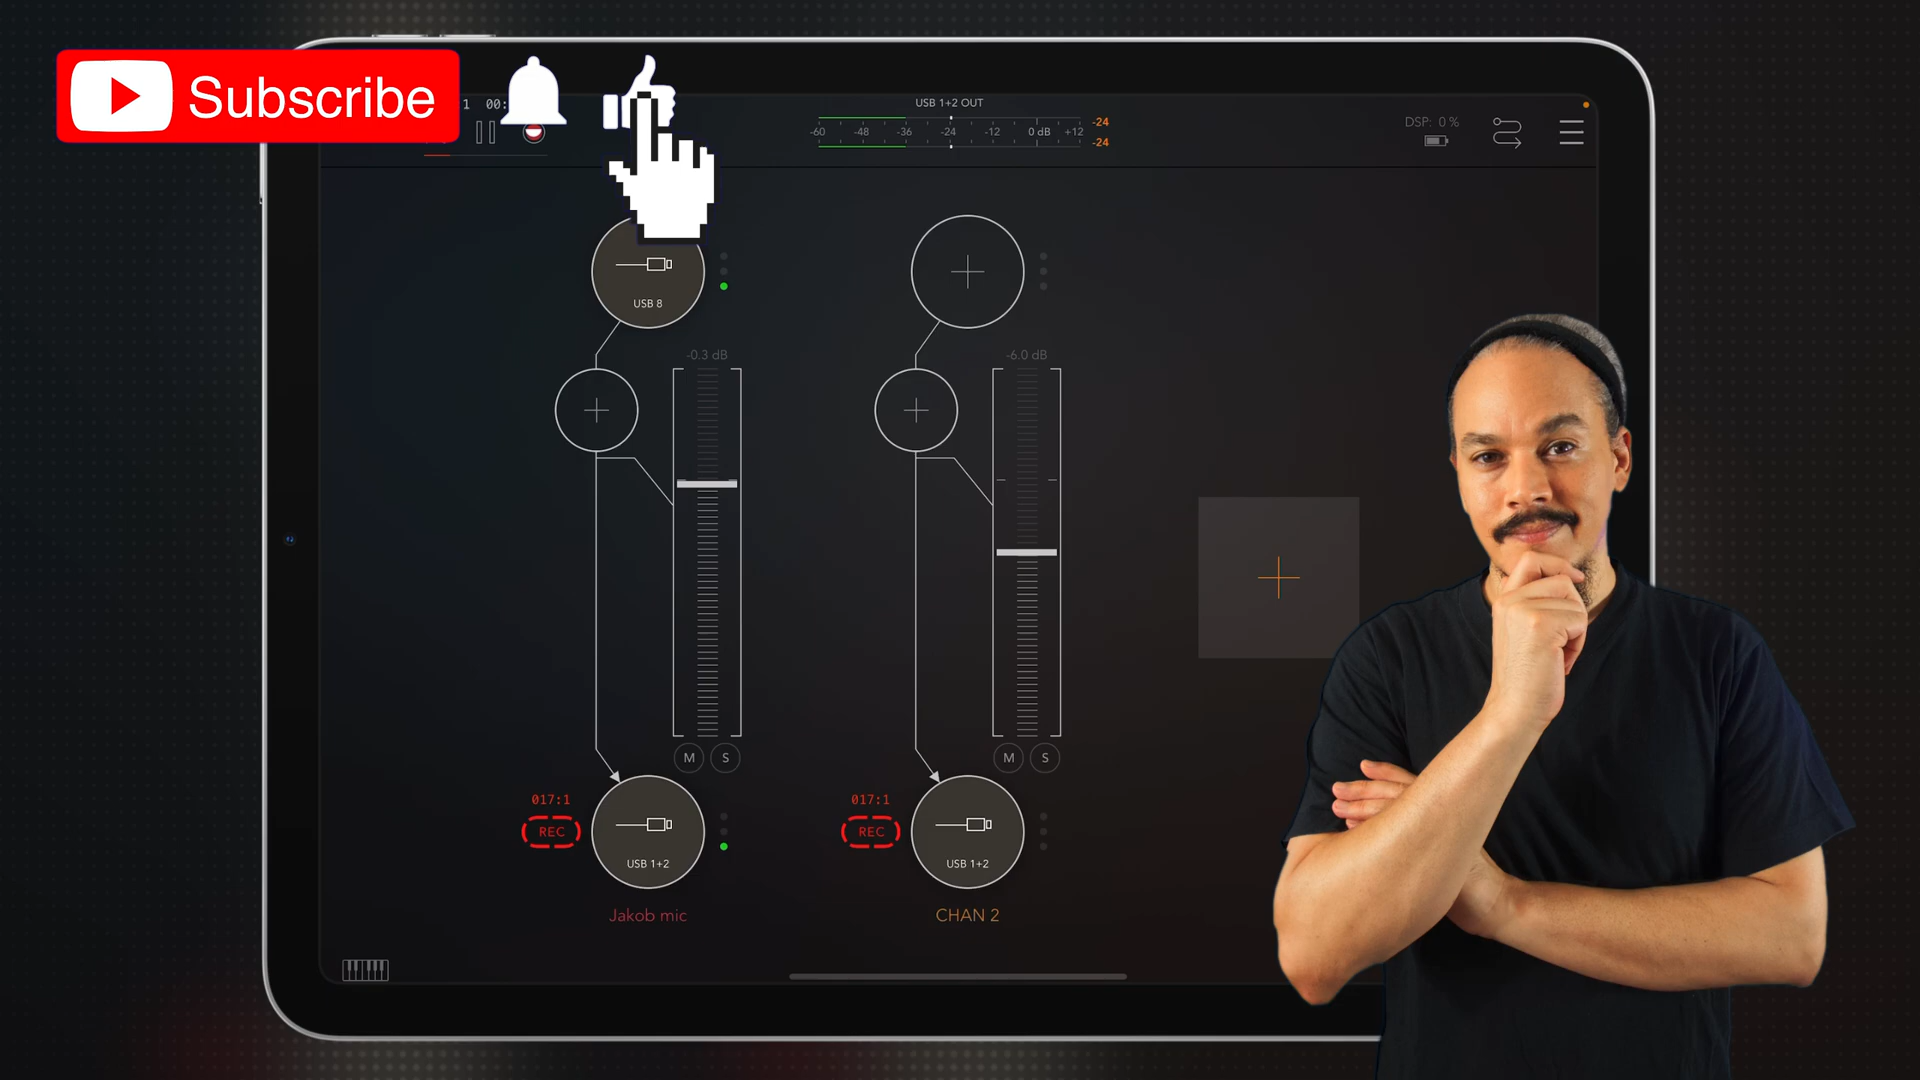 Subscribe
1 00:
USB 1+2 OUT
-60 -48 -36 -24 -12 0 dB +12
-24
-24
DSP: 0 %
USB 8
-0.3 dB
-6.0 dB
M S
M S
017:1
REC
USB 1+2
017:1
REC
USB 1+2
Jakob mic
CHAN 2